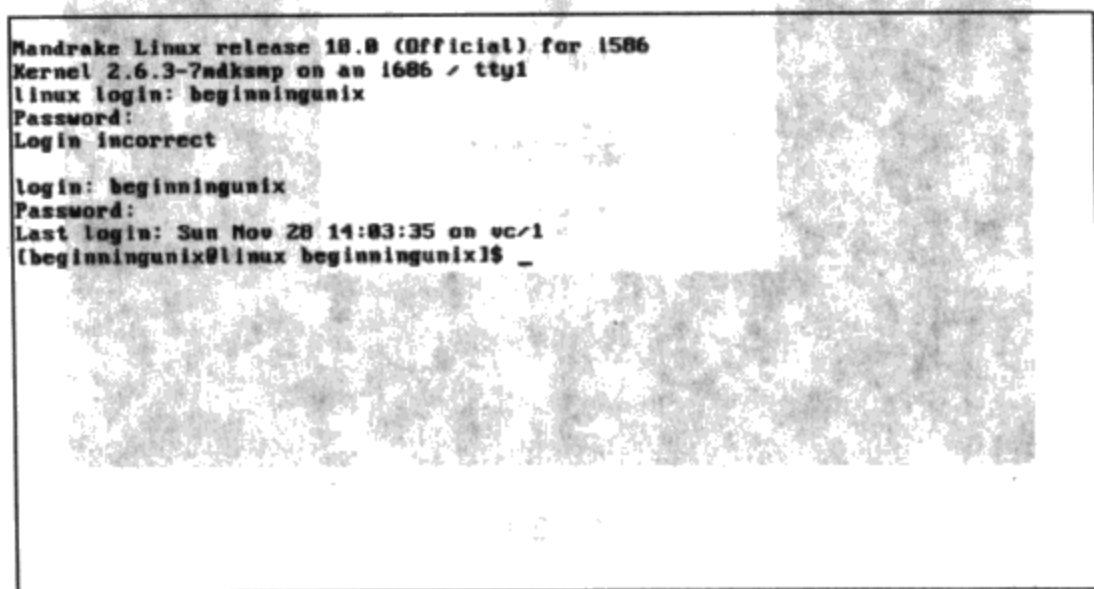 Mandrake Linux release 10.0 (Official) for i586
Kernel 2.6.3-7mdksmp on an i686 / tty1
linux login: beginningunix
Password:
Login incorrect
login: beginningunix
Password:
Last login: Sun Nov 28 14:03:35 on vc/1
[beginningunix@linux beginningunix]$ _